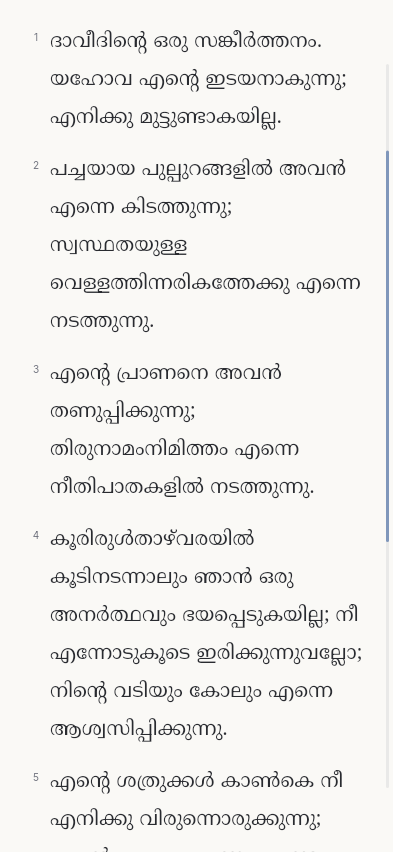 1 ദാവീദിന്റെ ഒരു സങ്കീർത്തനം.
യഹോവ എന്റെ ഇടയനാകുന്നു;
എനിക്കു മുട്ടുണ്ടാകയില്ല.
2 പച്ചയായ പുല്പുറങ്ങളിൽ അവൻ
എന്നെ കിടത്തുന്നു;
സ്വസ്ഥതയുള്ള
വെള്ളത്തിന്നരികത്തേക്കു എന്നെ
നടത്തുന്നു.
3 എന്റെ പ്രാണനെ അവൻ
തണുപ്പിക്കുന്നു;
തിരുനാമംനിമിത്തം എന്നെ
നീതിപാതകളിൽ നടത്തുന്നു.
4 കൂരിരുൾതാഴ്‌വരയിൽ
കൂടിനടന്നാലും ഞാൻ ഒരു
അനർത്ഥവും ഭയപ്പെടുകയില്ല; നീ
എന്നോടുകൂടെ ഇരിക്കുന്നുവല്ലോ;
നിന്റെ വടിയും കോലും എന്നെ
ആശ്വസിപ്പിക്കുന്നു.
5 എന്റെ ശത്രുക്കൾ കാൺകെ നീ
എനിക്കു വിരുന്നൊരുക്കുന്നു;